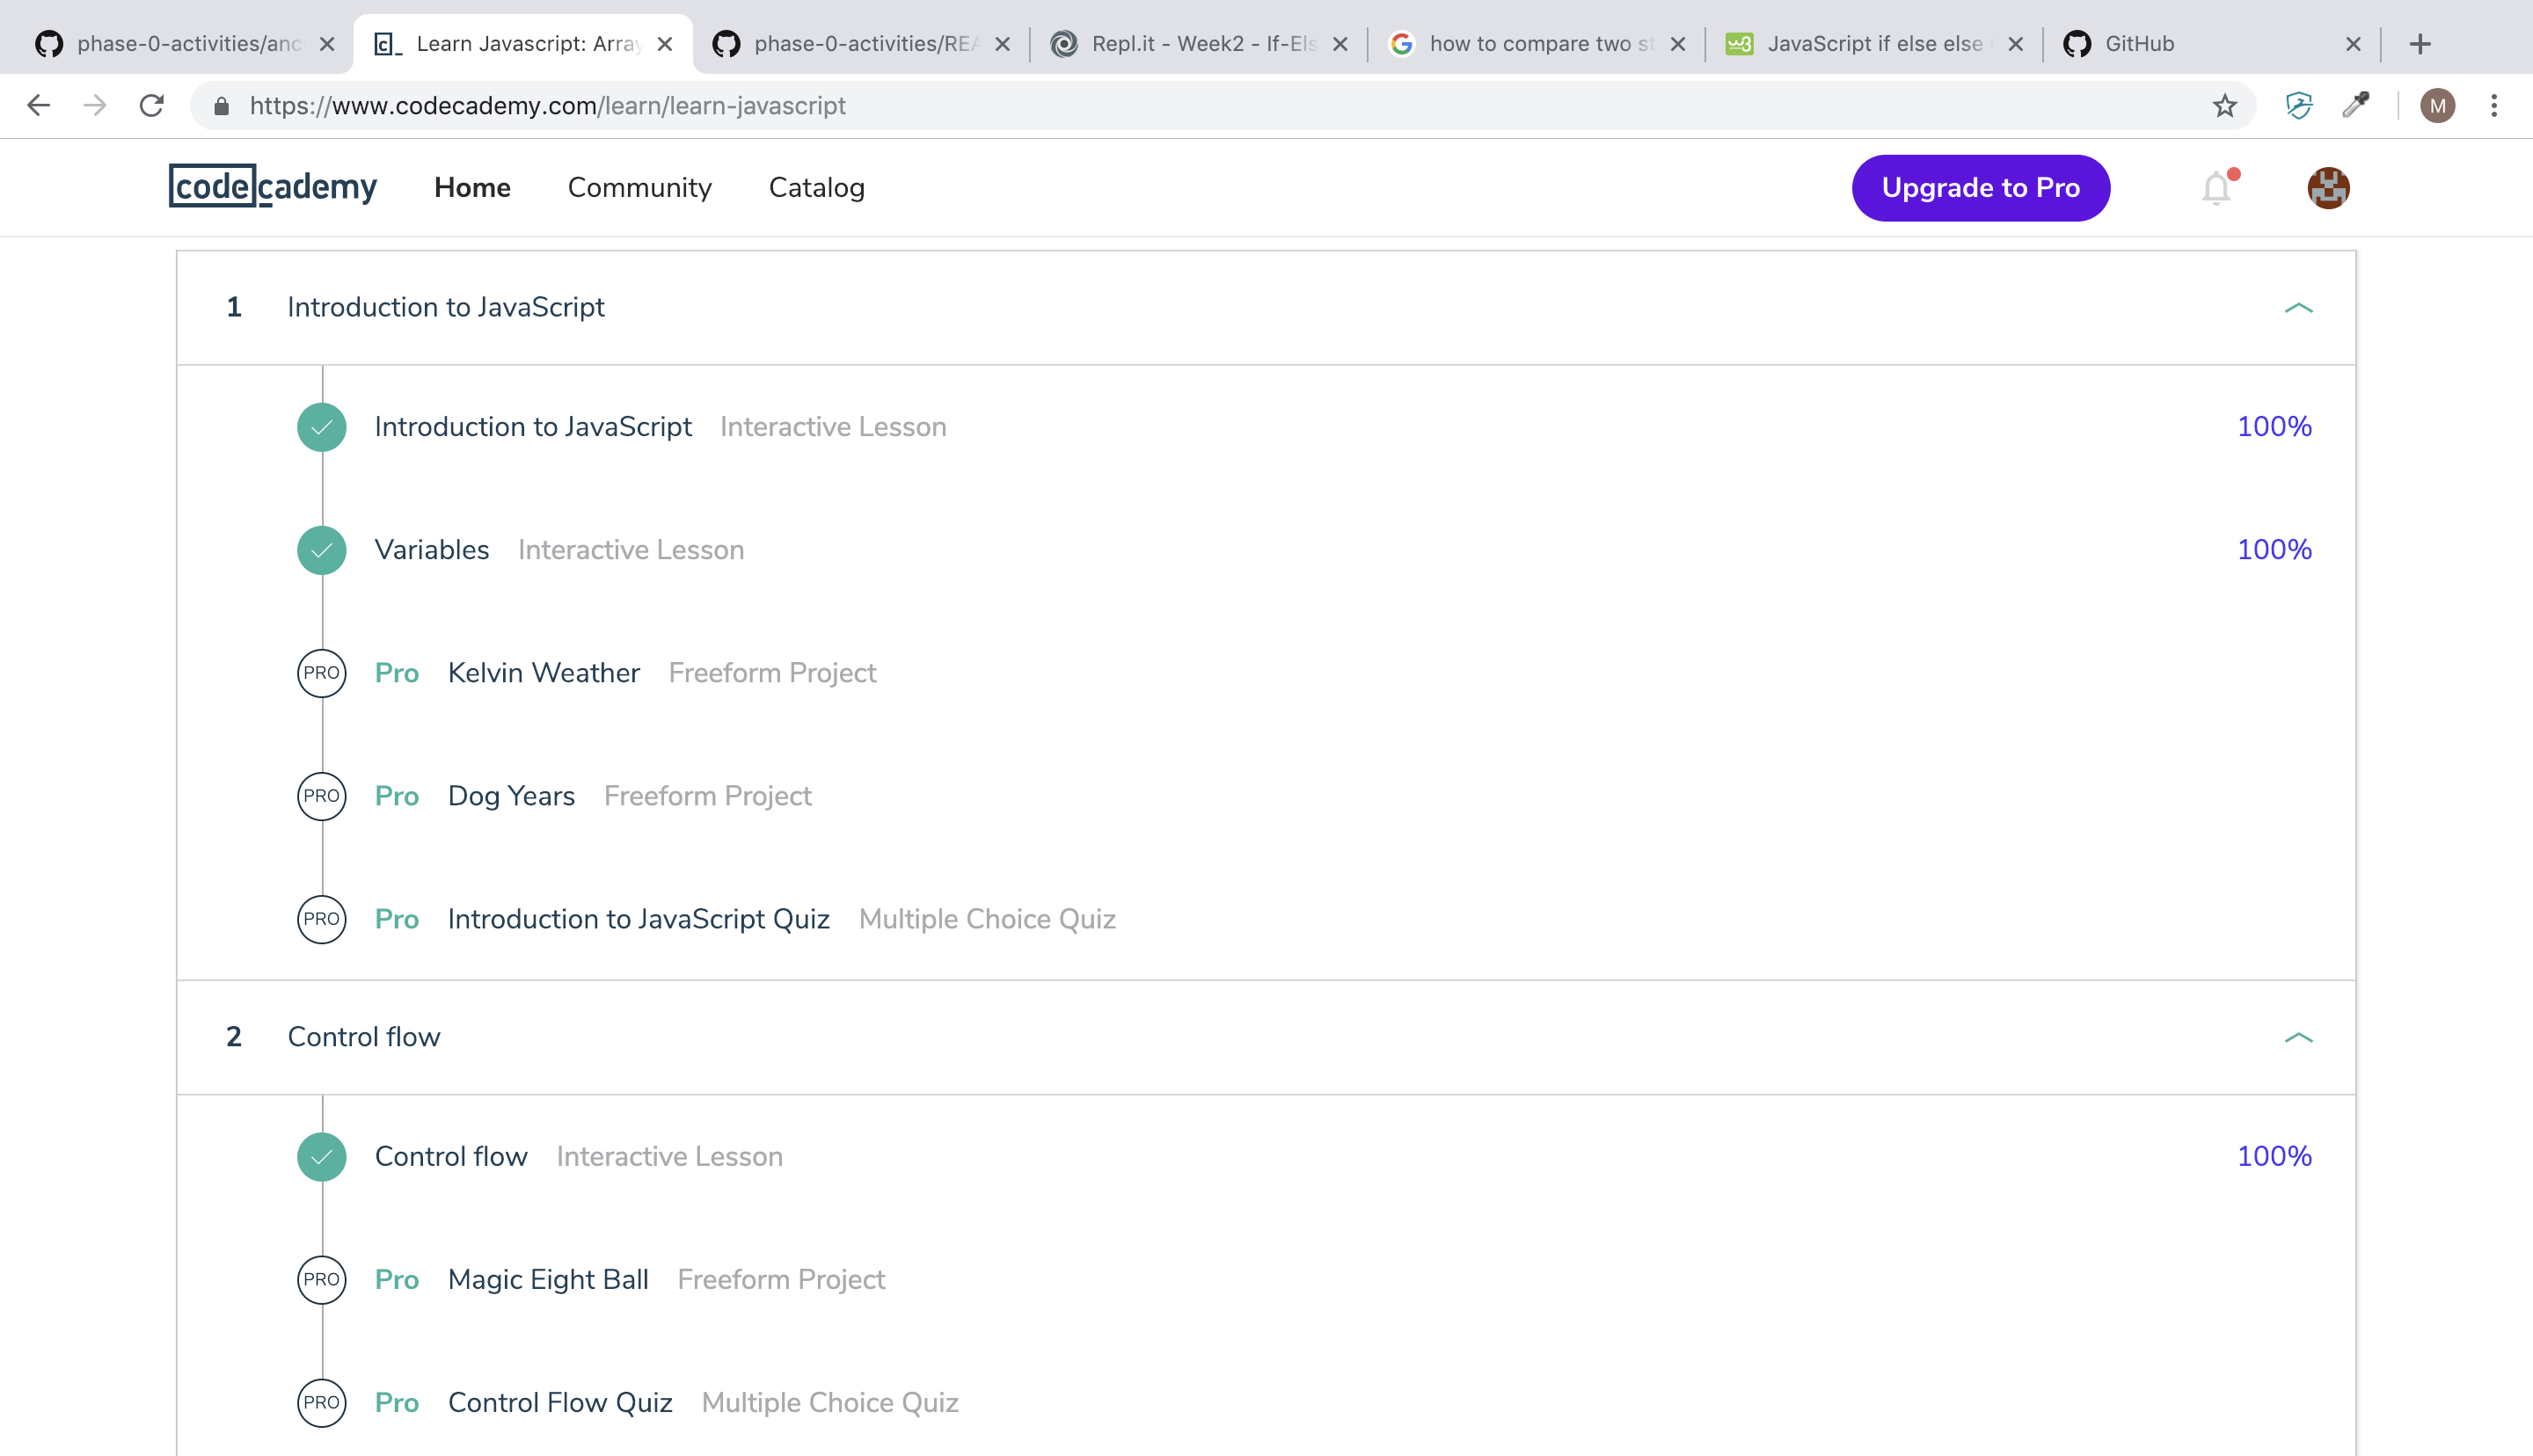 phase-0-activities/anc Learn Javascript: Array phase-0-activities/REA Repl.it - Week2 - If-Els how to compare two st JavaScript if else else i GitHub
https://www.codecademy.com/learn/learn-javascript M
codecademy Home Community Catalog Upgrade to Pro
1 Introduction to JavaScript
Introduction to JavaScript Interactive Lesson 100%
Variables Interactive Lesson 100%
PRO Pro Kelvin Weather Freeform Project
PRO Pro Dog Years Freeform Project
PRO Pro Introduction to JavaScript Quiz Multiple Choice Quiz
2 Control flow
Control flow Interactive Lesson 100%
PRO Pro Magic Eight Ball Freeform Project
PRO Pro Control Flow Quiz Multiple Choice Quiz